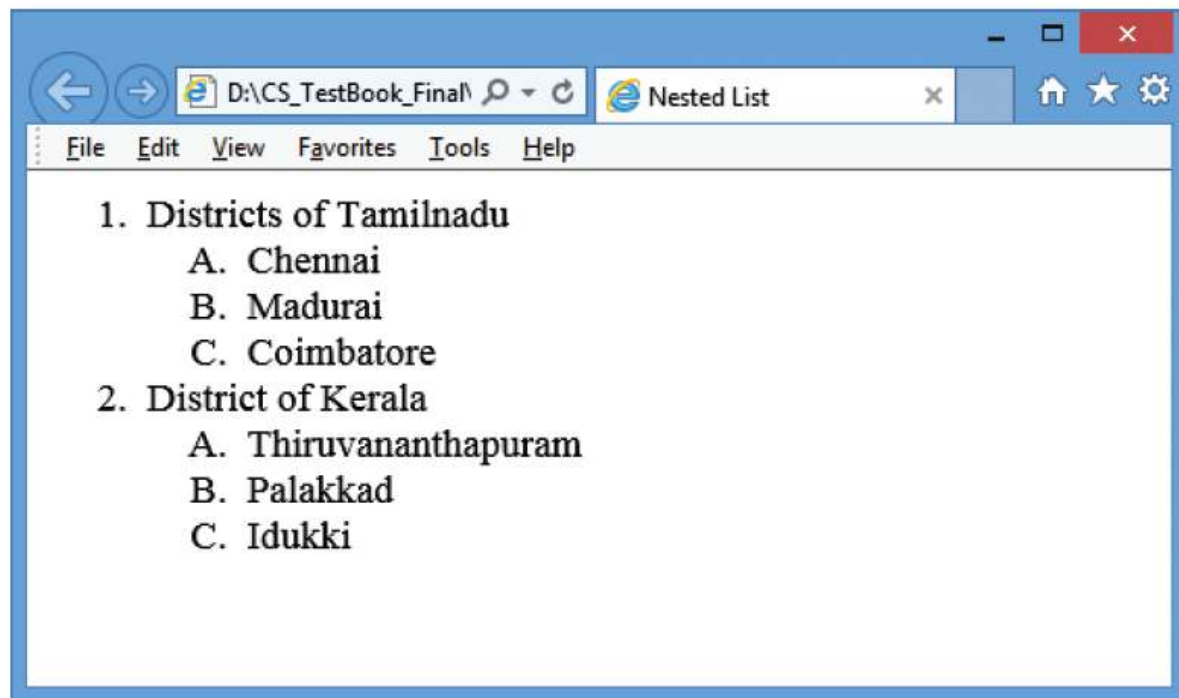 D:\CS_TestBook_Final\
Nested List
File Edit View Favorites Tools Help
1. Districts of Tamilnadu
A. Chennai
B. Madurai
C. Coimbatore
2. District of Kerala
A. Thiruvananthapuram
B. Palakkad
C. Idukki